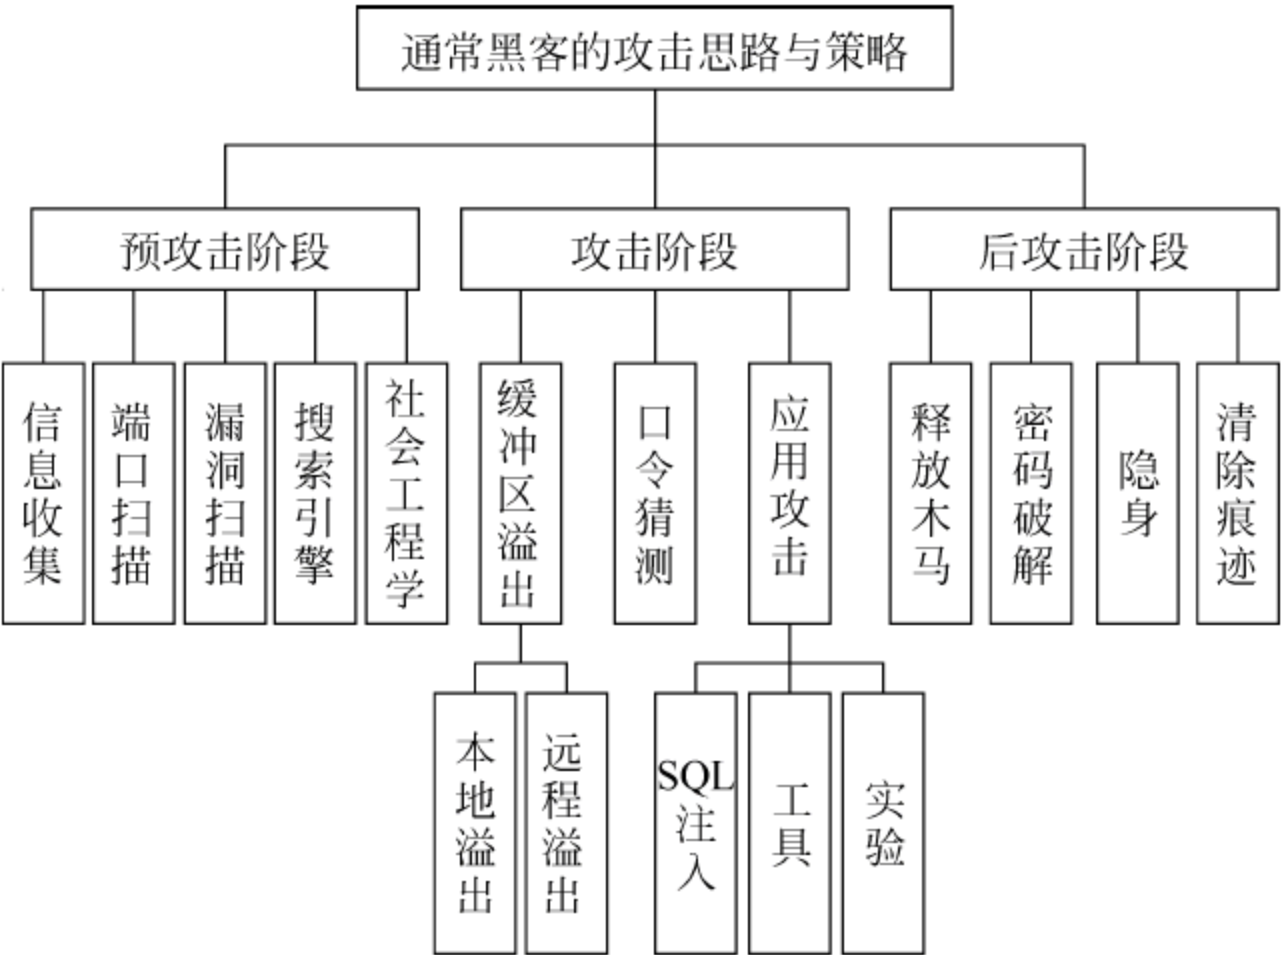 通常黑客的攻击思路与策略
预攻击阶段
攻击阶段
后攻击阶段
信息收集
端口扫描
漏洞扫描
搜索引擎
社会工程学
缓冲区溢出
口令猜测
应用攻击
释放木马
密码破解
隐身
清除痕迹
本地溢出
远程溢出
SQL注入
工具
实验